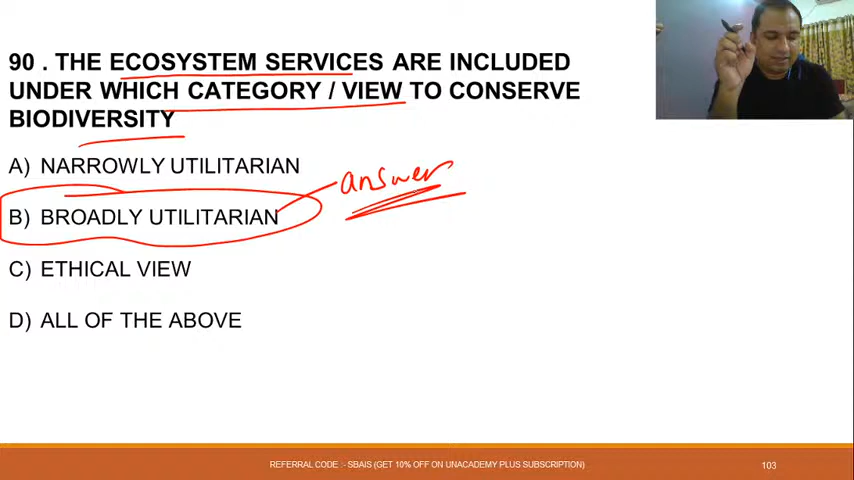 90 . THE ECOSYSTEM SERVICES ARE INCLUDED
UNDER WHICH CATEGORY / VIEW TO CONSERVE
BIODIVERSITY
A) NARROWLY UTILITARIAN
answer
B) BROADLY UTILITARIAN
C) ETHICAL VIEW
D) ALL OF THE ABOVE
REFERRAL CODE :- SBAIS (GET 10% OFF ON UNACADEMY PLUS SUBSCRIPTION)
103